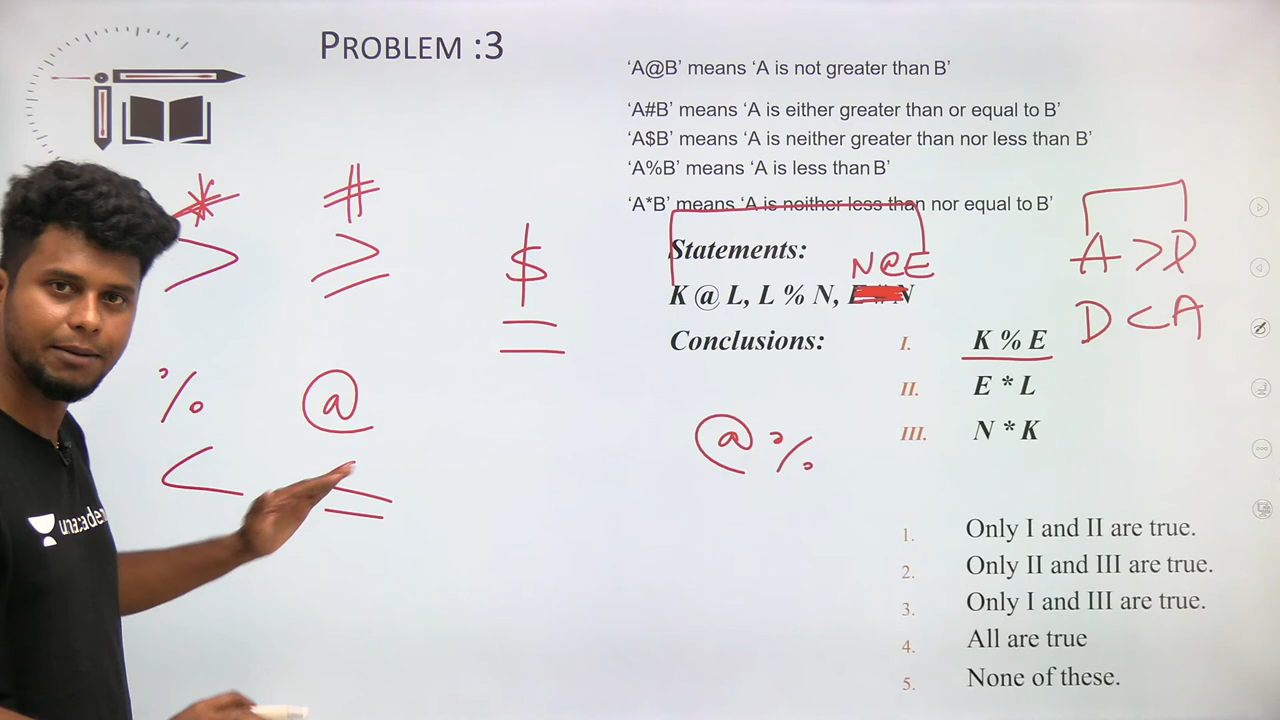 PROBLEM :3
‘A@B’ means ‘A is not greater than B’
‘A#B’ means ‘A is either greater than or equal to B’
‘A$B’ means ‘A is neither greater than nor less than B’
‘A%B’ means ‘A is less than B’
‘A*B’ means ‘A is neither less than nor equal to B’
* #
> ≥
$
=
% @
<
Statements:
N@E
K @ L, L % N,
Conclusions:
I. K % E
II. E * L
III. N * K
@ %
A > D
D < A
1. Only I and II are true.
2. Only II and III are true.
3. Only I and III are true.
4. All are true
5. None of these.